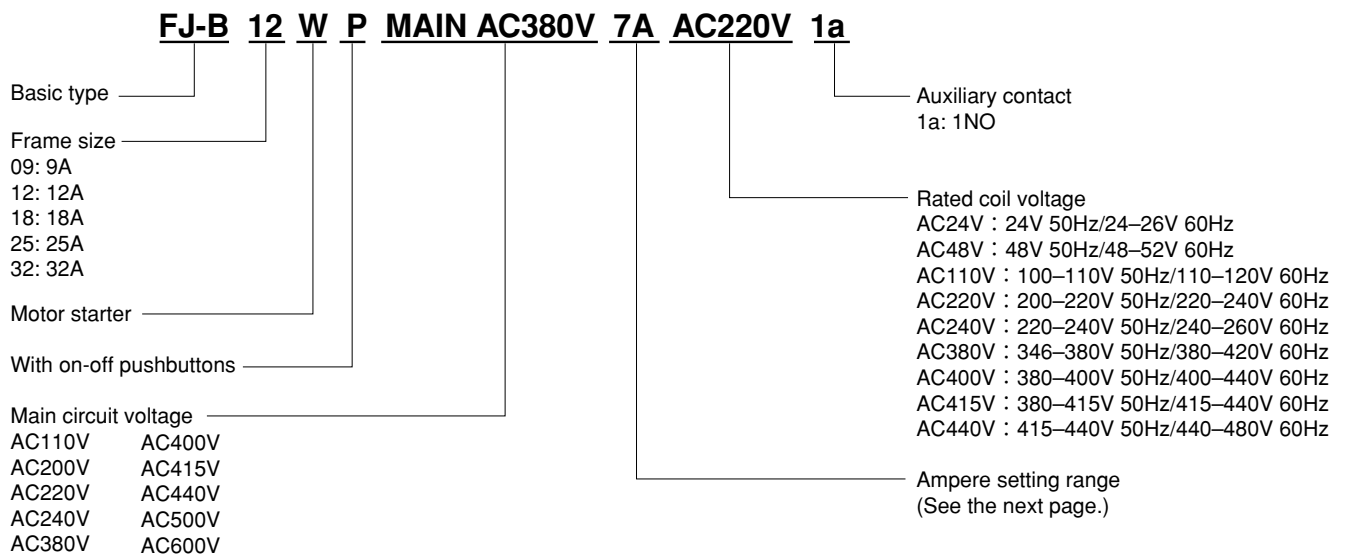 FJ-B 12 W P MAIN AC380V 7A AC220V 1a
Basic type
Frame size
09: 9A
12: 12A
18: 18A
25: 25A
32: 32A
Motor starter
With on-off pushbuttons
Main circuit voltage
AC110V AC400V
AC200V AC415V
AC220V AC440V
AC240V AC500V
AC380V AC600V
Auxiliary contact
1a: 1NO
Rated coil voltage
AC24V：24V 50Hz/24–26V 60Hz
AC48V：48V 50Hz/48–52V 60Hz
AC110V：100–110V 50Hz/110–120V 60Hz
AC220V：200–220V 50Hz/220–240V 60Hz
AC240V：220–240V 50Hz/240–260V 60Hz
AC380V：346–380V 50Hz/380–420V 60Hz
AC400V：380–400V 50Hz/400–440V 60Hz
AC415V：380–415V 50Hz/415–440V 60Hz
AC440V：415–440V 50Hz/440–480V 60Hz
Ampere setting range
(See the next page.)